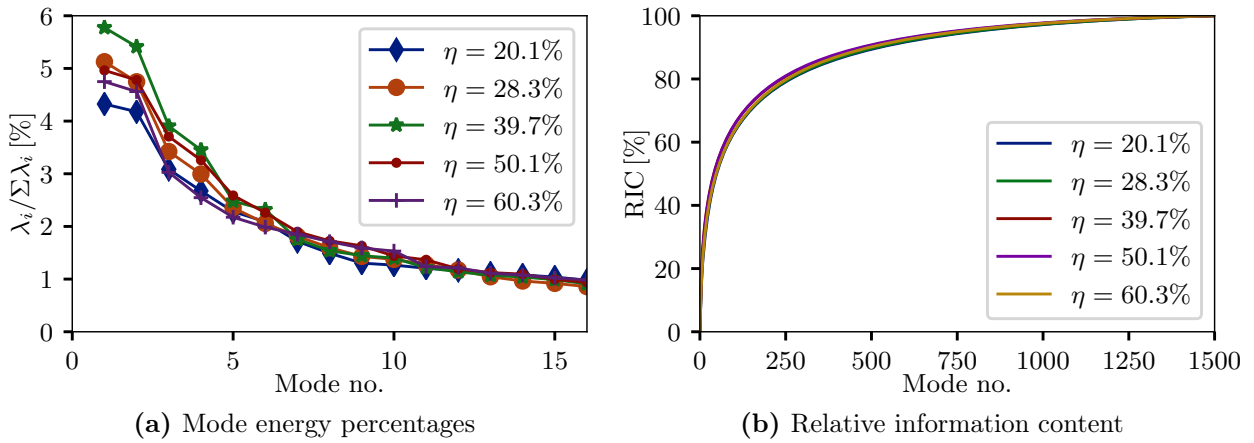 6
5
4
3
2
1
0
λᵢ/Σλᵢ [%]
η = 20.1%
η = 28.3%
η = 39.7%
η = 50.1%
η = 60.3%
0 5 10 15
Mode no.
(a) Mode energy percentages
100
80
60
40
20
0
RIC [%]
η = 20.1%
η = 28.3%
η = 39.7%
η = 50.1%
η = 60.3%
0 250 500 750 1000 1250 1500
Mode no.
(b) Relative information content